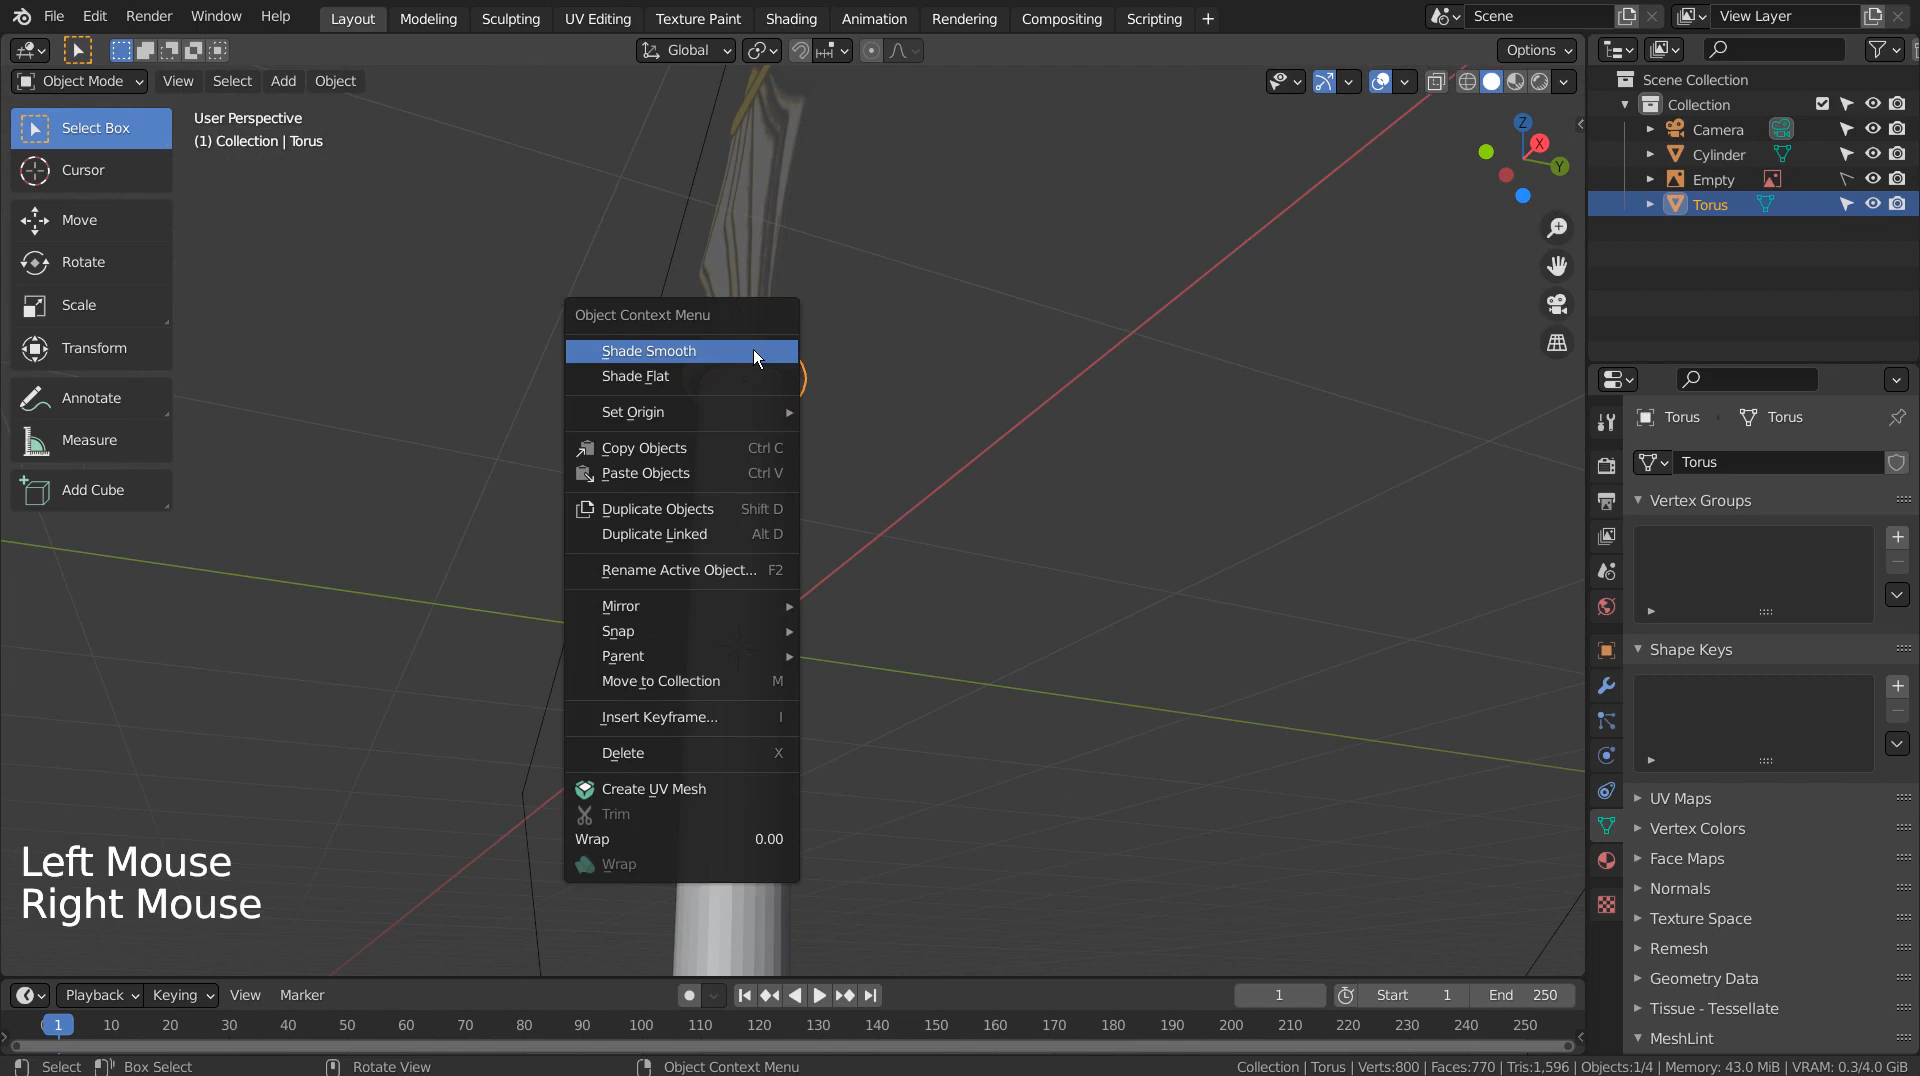 File Edit Render Window Help Layout Modeling Sculpting UV Editing Texture Paint Shading Animation Rendering Compositing Scripting + Scene View Layer
Global Options
Object Mode View Select Add Object
Select Box
Cursor
Move
Rotate
Scale
Transform
Annotate
Measure
Add Cube
User Perspective
(1) Collection | Torus
Z
X
Y
Object Context Menu
Shade Smooth
Shade Flat
Set Origin
Copy Objects Ctrl C
Paste Objects Ctrl V
Duplicate Objects Shift D
Duplicate Linked Alt D
Rename Active Object... F2
Mirror
Snap
Parent
Move to Collection M
Insert Keyframe... I
Delete X
Create UV Mesh
Trim
Wrap 0.00
Wrap
Left Mouse
Right Mouse
Scene Collection
Collection
Camera
Cylinder
Empty
Torus
Torus Torus
Torus
Vertex Groups
Shape Keys
UV Maps
Vertex Colors
Face Maps
Normals
Texture Space
Remesh
Geometry Data
Tissue - Tessellate
MeshLint
Playback Keying View Marker 1 Start 1 End 250
1 10 20 30 40 50 60 70 80 90 100 110 120 130 140 150 160 170 180 190 200 210 220 230 240 250
Select Box Select Rotate View Object Context Menu Collection | Torus | Verts:800 | Faces:770 | Tris:1,596 | Objects:1/4 | Memory: 43.0 MiB | VRAM: 0.3/4.0 GiB